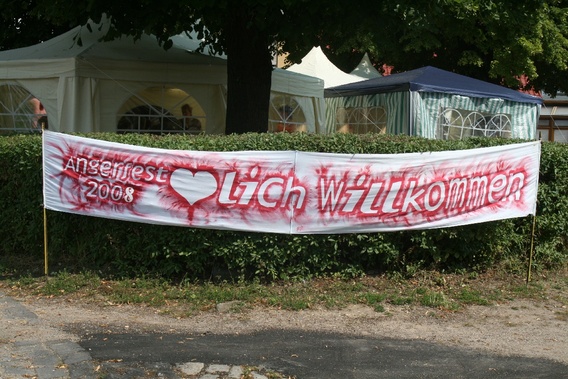 Angerfest
2008
♥lich Willkommen